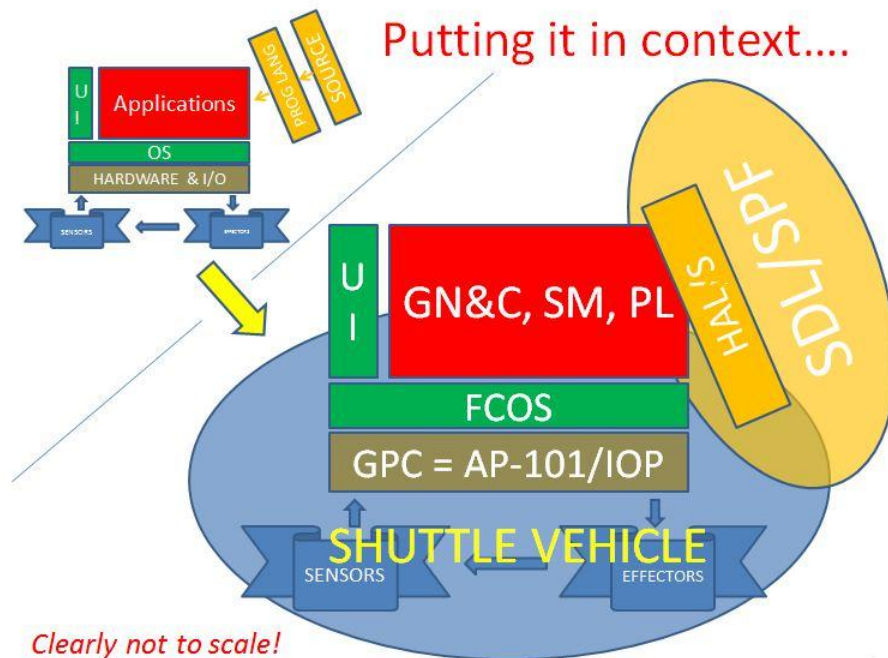 Putting it in context....
U
I
Applications
PROG LANG
SOURCE
OS
HARDWARE & I/O
SENSORS
EFFECTORS
U
I
GN&C, SM, PL
HAL/S
SDL/SPF
FCOS
GPC = AP-101/IOP
SHUTTLE VEHICLE
SENSORS
EFFECTORS
Clearly not to scale!